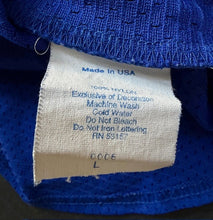 Made in USA
100% NYLON
Exclusive of Decoration
Machine Wash
Cold Water
Do Not Bleach
Do Not Iron Lettering
RN 53157
0006
L